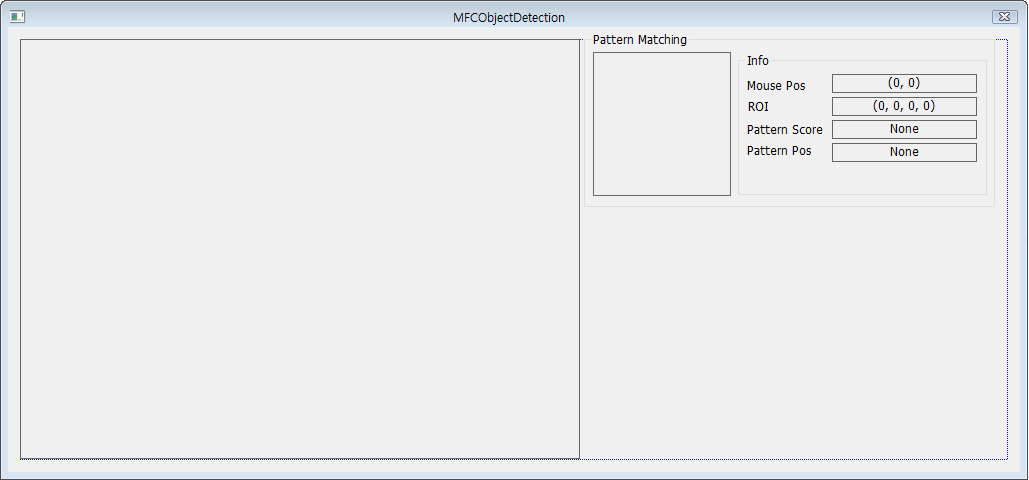 MFCObjectDetection
Pattern Matching
Info
Mouse Pos (0, 0)
ROI (0, 0, 0, 0)
Pattern Score None
Pattern Pos None